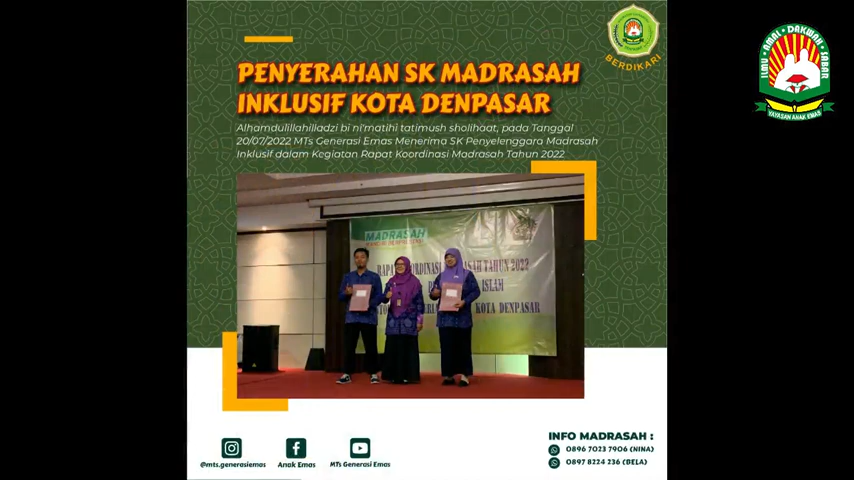 BERDIKARI
ILMU AMAL DAKWAH SABAR
YAYASAN ANAK EMAS
PENYERAHAN SK MADRASAH
INKLUSIF KOTA DENPASAR
Alhamdulillahilladzi bi ni'matihi tatimush sholihaat, pada Tanggal
20/07/2022 MTs Generasi Emas Menerima SK Penyelenggara Madrasah
Inklusif dalam Kegiatan Rapat Koordinasi Madrasah Tahun 2022
MADRASAH
TAHUN 2022
ISLAM
KOTA DENPASAR
@mts.generasiemas
Anak Emas
MTs Generasi Emas
INFO MADRASAH :
0896 7023 7906 (NINA)
0897 8224 236 (BELA)